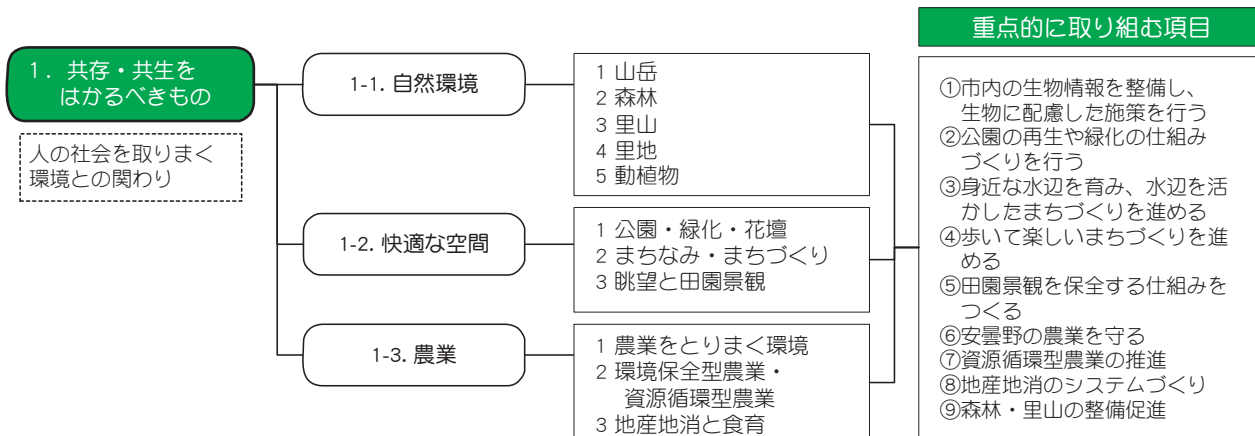 1. 共存・共生を
はかるべきもの
人の社会を取りまく
環境との関わり
1-1. 自然環境
1 山岳
2 森林
3 里山
4 里地
5 動植物
1-2. 快適な空間
1 公園・緑化・花壇
2 まちなみ・まちづくり
3 眺望と田園景観
1-3. 農業
1 農業をとりまく環境
2 環境保全型農業・
資源循環型農業
3 地産地消と食育
重点的に取り組む項目
①市内の生物情報を整備し、
生物に配慮した施策を行う
②公園の再生や緑化の仕組み
づくりを行う
③身近な水辺を育み、水辺を活
かしたまちづくりを進める
④歩いて楽しいまちづくりを進
める
⑤田園景観を保全する仕組みを
つくる
⑥安曇野の農業を守る
⑦資源循環型農業の推進
⑧地産地消のシステムづくり
⑨森林・里山の整備促進